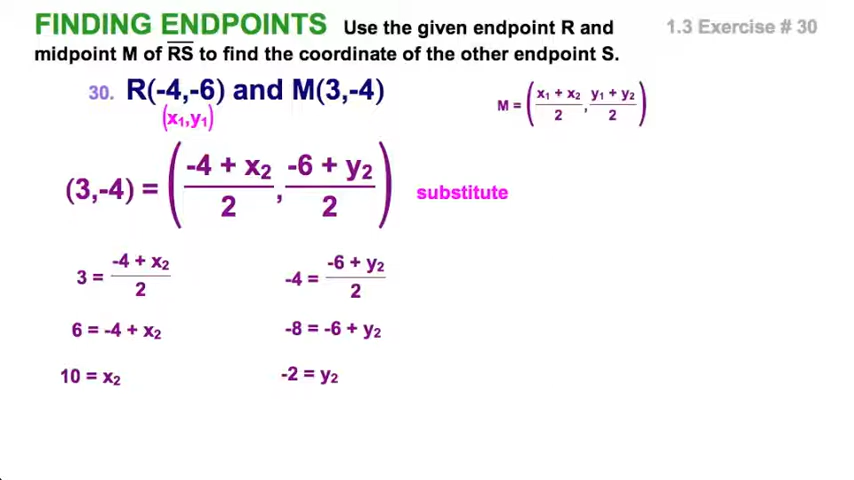 FINDING ENDPOINTS Use the given endpoint R and 1.3 Exercise # 30
midpoint M of RS to find the coordinate of the other endpoint S.
30. R(-4,-6) and M(3,-4)
(x₁,y₁)
M = ( x₁ + x₂ / 2 , y₁ + y₂ / 2 )
(3,-4) = ( -4 + x₂ / 2 , -6 + y₂ / 2 ) substitute
3 = -4 + x₂ / 2 -4 = -6 + y₂ / 2
6 = -4 + x₂ -8 = -6 + y₂
10 = x₂ -2 = y₂